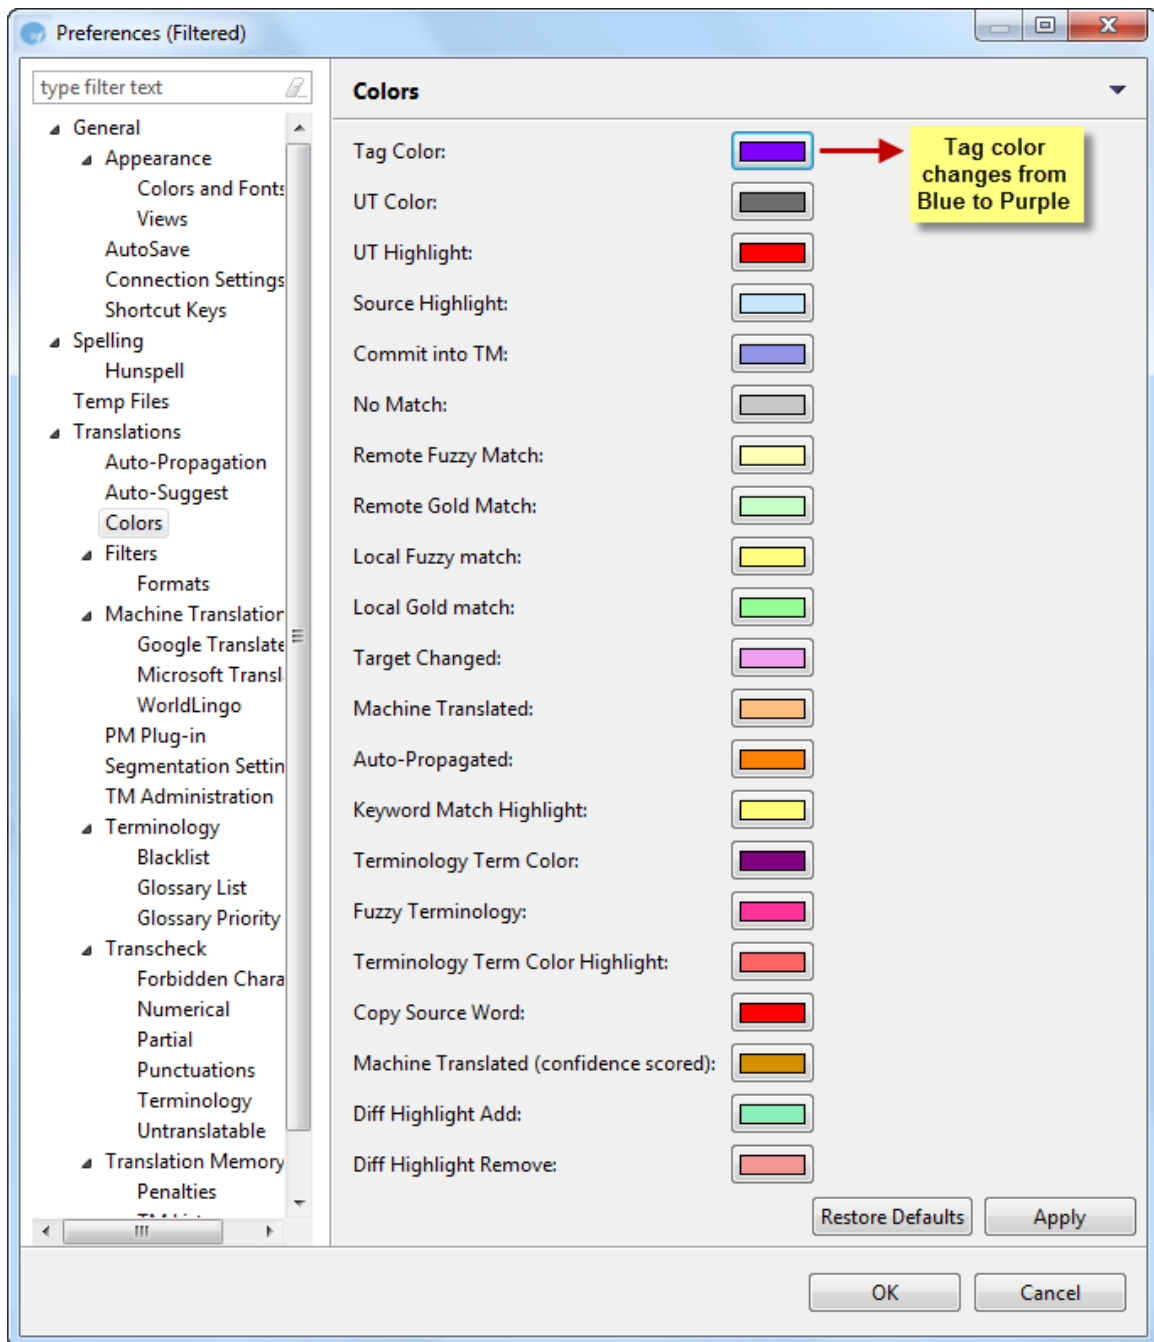 Preferences (Filtered)
type filter text
General
Appearance
Colors and Fonts
Views
AutoSave
Connection Settings
Shortcut Keys
Spelling
Hunspell
Temp Files
Translations
Auto-Propagation
Auto-Suggest
Colors
Filters
Formats
Machine Translation
Google Translate
Microsoft Transl
WorldLingo
PM Plug-in
Segmentation Settin
TM Administration
Terminology
Blacklist
Glossary List
Glossary Priority
Transcheck
Forbidden Chara
Numerical
Partial
Punctuations
Terminology
Untranslatable
Translation Memory
Penalties
Colors
Tag Color:
UT Color:
UT Highlight:
Source Highlight:
Commit into TM:
No Match:
Remote Fuzzy Match:
Remote Gold Match:
Local Fuzzy match:
Local Gold match:
Target Changed:
Machine Translated:
Auto-Propagated:
Keyword Match Highlight:
Terminology Term Color:
Fuzzy Terminology:
Terminology Term Color Highlight:
Copy Source Word:
Machine Translated (confidence scored):
Diff Highlight Add:
Diff Highlight Remove:
Tag color
changes from
Blue to Purple
Restore Defaults
Apply
OK
Cancel